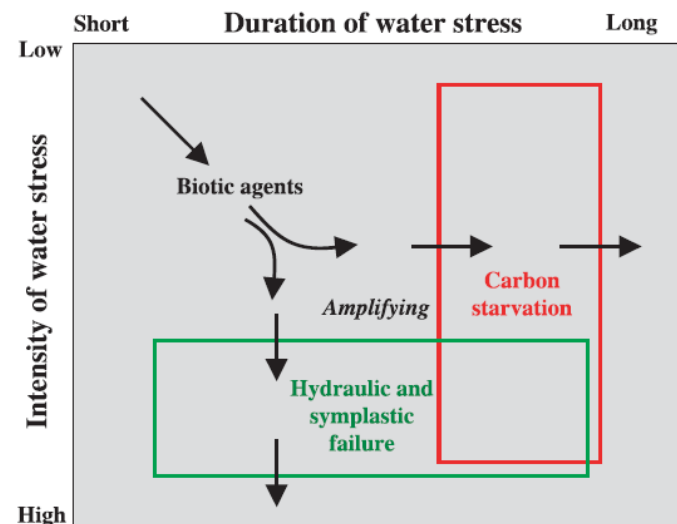 Short Duration of water stress Long
Low
Intensity of water stress
Biotic agents
Carbon
starvation
Amplifying
Hydraulic and
symplastic
failure
High